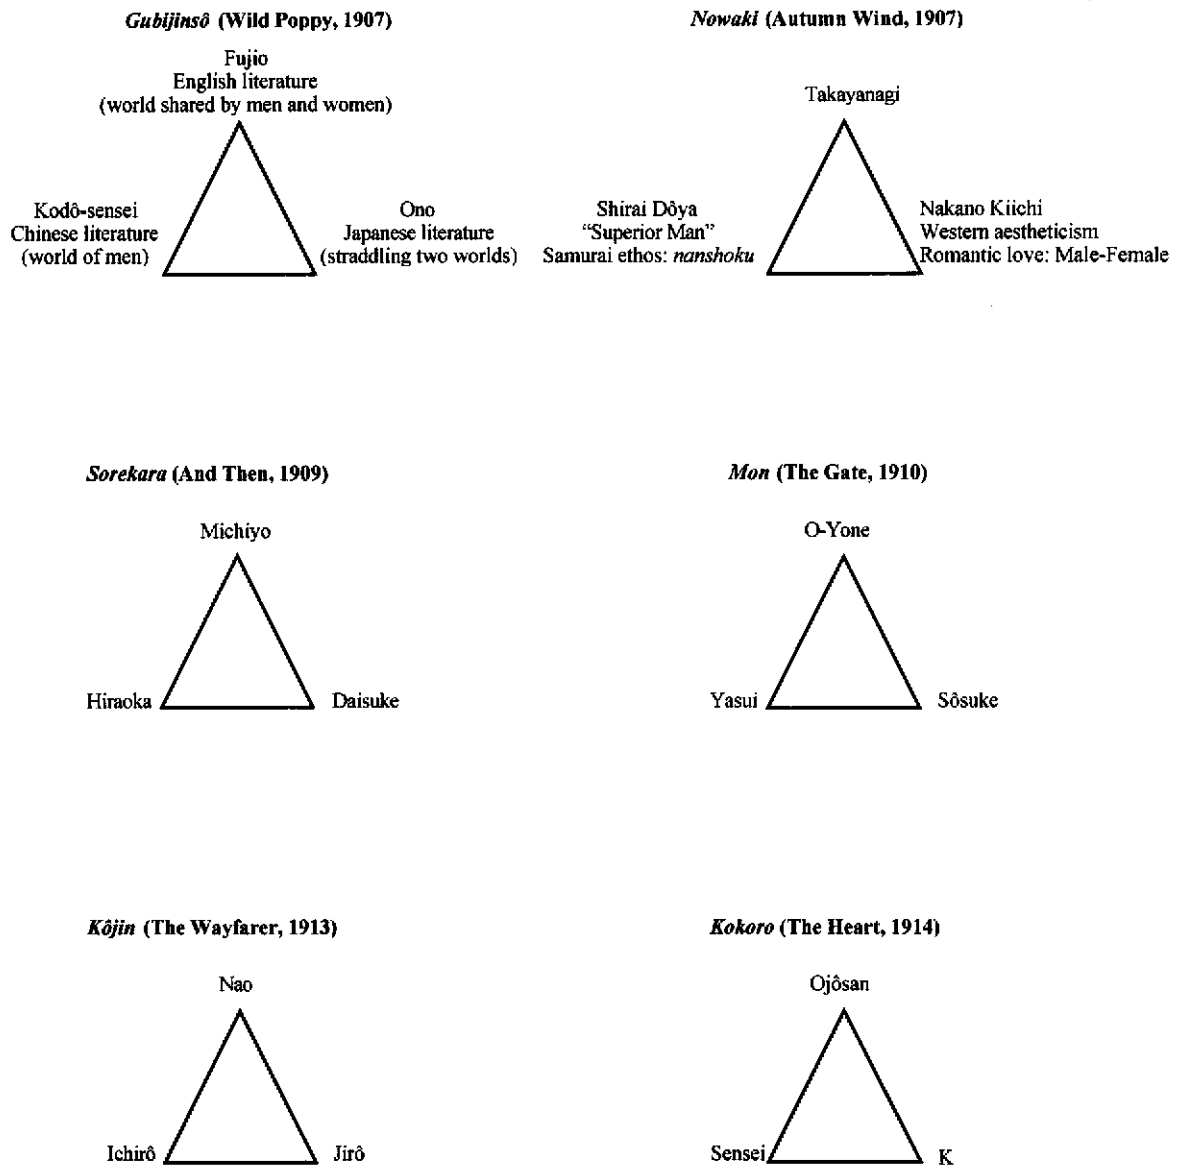 Gubijinsô (Wild Poppy, 1907)
Fujio
English literature
(world shared by men and women)
Kodô-sensei
Chinese literature
(world of men)
Ono
Japanese literature
(straddling two worlds)
Nowaki (Autumn Wind, 1907)
Takayanagi
Shirai Dôya
“Superior Man”
Samurai ethos: nanshoku
Nakano Kiichi
Western aestheticism
Romantic love: Male-Female
Sorekara (And Then, 1909)
Michiyo
Hiraoka
Daisuke
Mon (The Gate, 1910)
O-Yone
Yasui
Sôsuke
Kôjin (The Wayfarer, 1913)
Nao
Ichirô
Jirô
Kokoro (The Heart, 1914)
Ojôsan
Sensei
K